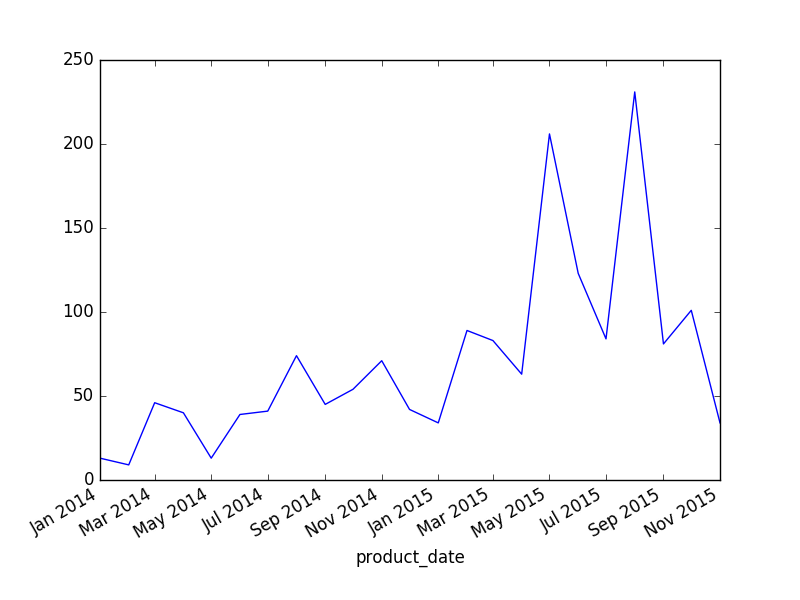 250
200
150
100
50
0
Jan 2014
Mar 2014
May 2014
Jul 2014
Sep 2014
Nov 2014
Jan 2015
Mar 2015
May 2015
Jul 2015
Sep 2015
Nov 2015
product_date